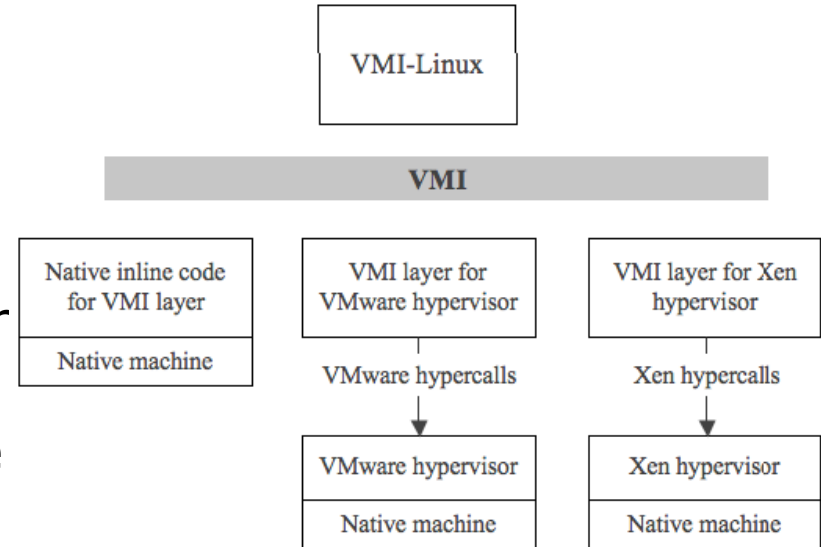 VMI-Linux
VMI
Native inline code
for VMI layer
Native machine
VMI layer for
VMware hypervisor
VMware hypercalls
VMware hypervisor
Native machine
VMI layer for Xen
hypervisor
Xen hypercalls
Xen hypervisor
Native machine